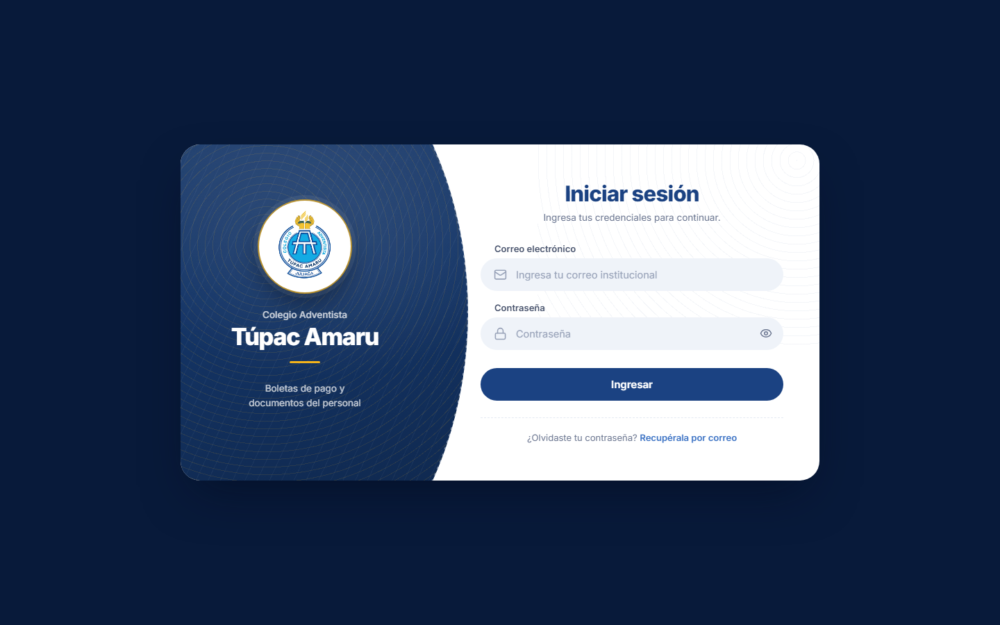 COLEGIO ADVENTISTA
TÚPAC AMARU
JULIACA
Colegio Adventista
Túpac Amaru
Boletas de pago y
documentos del personal
Iniciar sesión
Ingresa tus credenciales para continuar.
Correo electrónico
Ingresa tu correo institucional
Contraseña
Contraseña
Ingresar
¿Olvidaste tu contraseña? Recupérala por correo